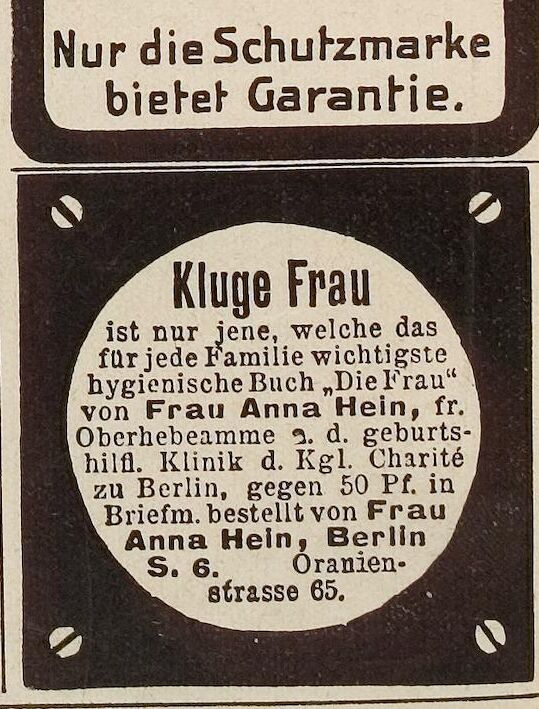 Nur die Schutzmarke
bietet Garantie.
Kluge Frau
ist nur jene, welche das
für jede Familie wichtigste
hygienische Buch „Die Frau“
von Frau Anna Hein, fr.
Oberhebeamme a. d. geburts-
hilfl. Klinik d. Kgl. Charité
zu Berlin, gegen 50 Pf. in
Briefm. bestellt von Frau
Anna Hein, Berlin
S. 6. Oranien-
strasse 65.